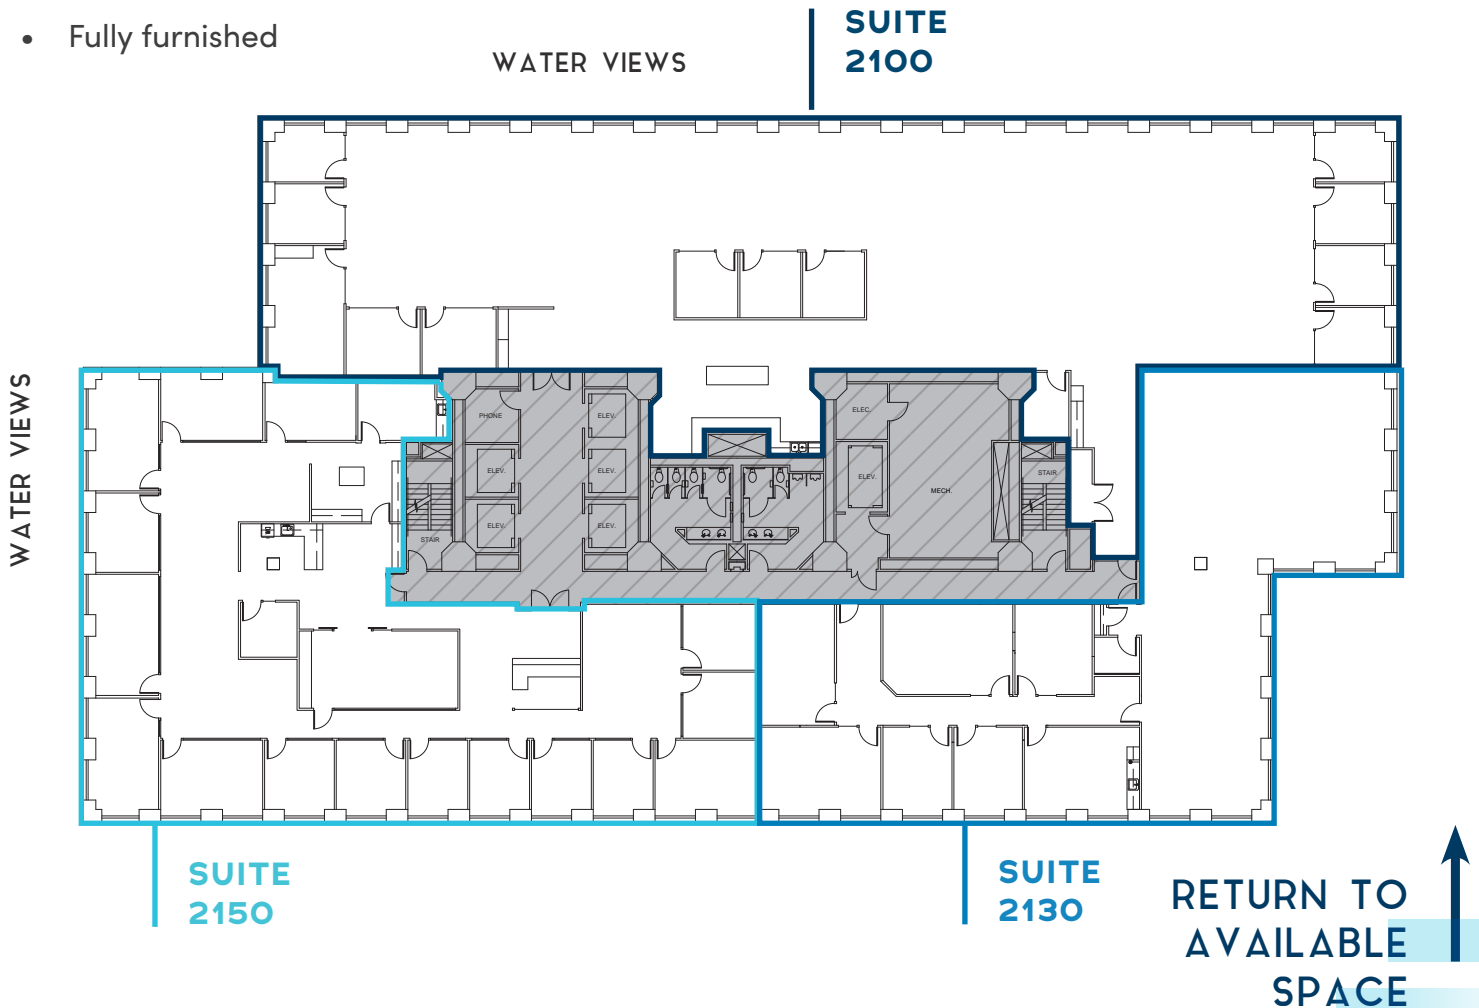 • Fully furnished
WATER VIEWS
SUITE
2100
WATER VIEWS
PHONE
ELEV.
ELEC.
ELEV.
ELEV.
ELEV.
MECH.
STAIR
ELEV.
ELEV.
STAIR
SUITE
2150
SUITE
2130
RETURN TO
AVAILABLE
SPACE